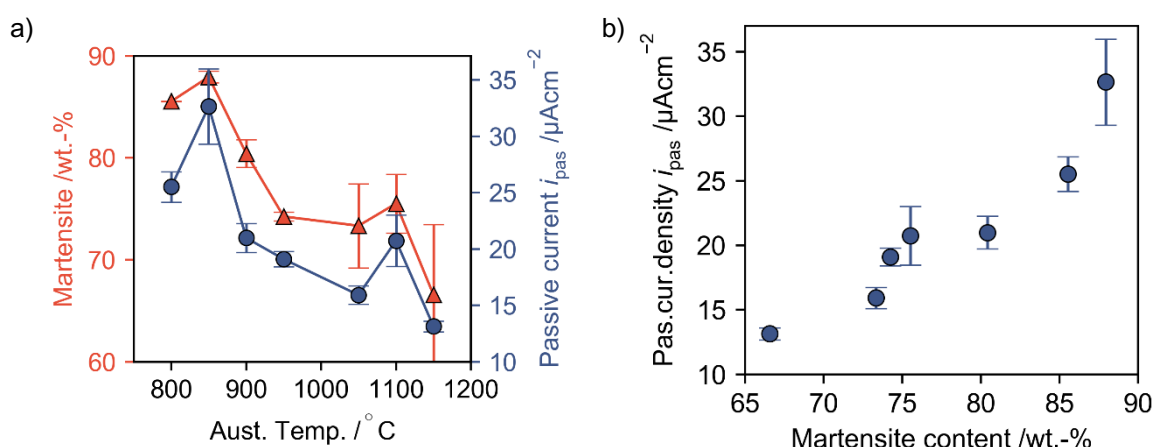 a)
90
80
70
60
Martensite /wt.-%
35
30
25
20
15
10
Passive current i_pas /µAcm⁻²
800 900 1000 1100 1200
Aust. Temp. / °C
b)
35
30
25
20
15
10
Pas.cur.density i_pas /µAcm⁻²
65 70 75 80 85 90
Martensite content /wt.-%